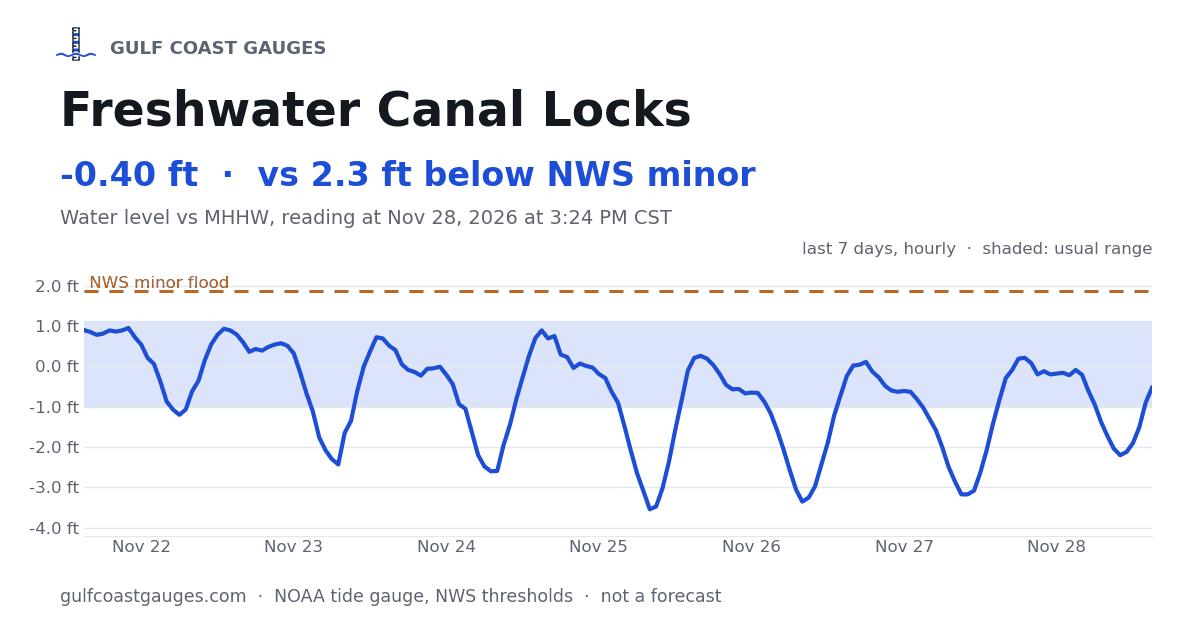 GULF COAST GAUGES
Freshwater Canal Locks
-0.40 ft · vs 2.3 ft below NWS minor
Water level vs MHHW, reading at Nov 28, 2026 at 3:24 PM CST
last 7 days, hourly · shaded: usual range
NWS minor flood
2.0 ft
1.0 ft
0.0 ft
-1.0 ft
-2.0 ft
-3.0 ft
-4.0 ft
Nov 22 Nov 23 Nov 24 Nov 25 Nov 26 Nov 27 Nov 28
gulfcoastgauges.com · NOAA tide gauge, NWS thresholds · not a forecast